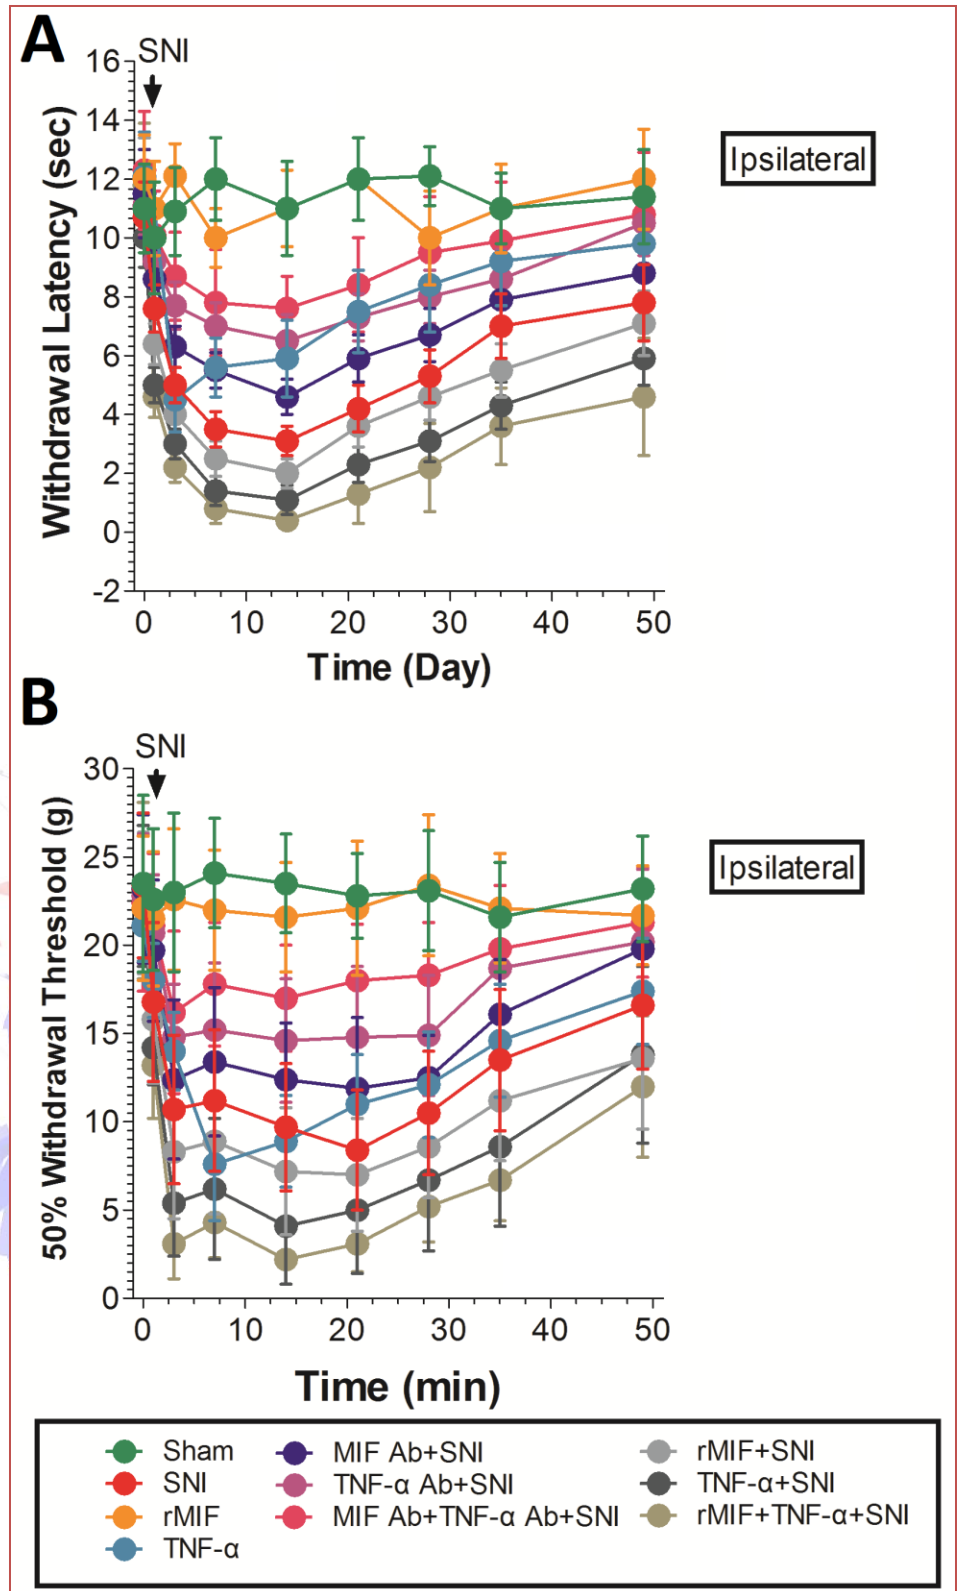 A
SNI
16
14
12
10
8
6
4
2
0
-2
Withdrawal Latency (sec)
Ipsilateral
0 10 20 30 40 50
Time (Day)
B
SNI
30
25
20
15
10
5
0
50% Withdrawal Threshold (g)
Ipsilateral
0 10 20 30 40 50
Time (min)
Sham
SNI
rMIF
TNF-α
MIF Ab+SNI
TNF-α Ab+SNI
MIF Ab+TNF-α Ab+SNI
rMIF+SNI
TNF-α+SNI
rMIF+TNF-α+SNI